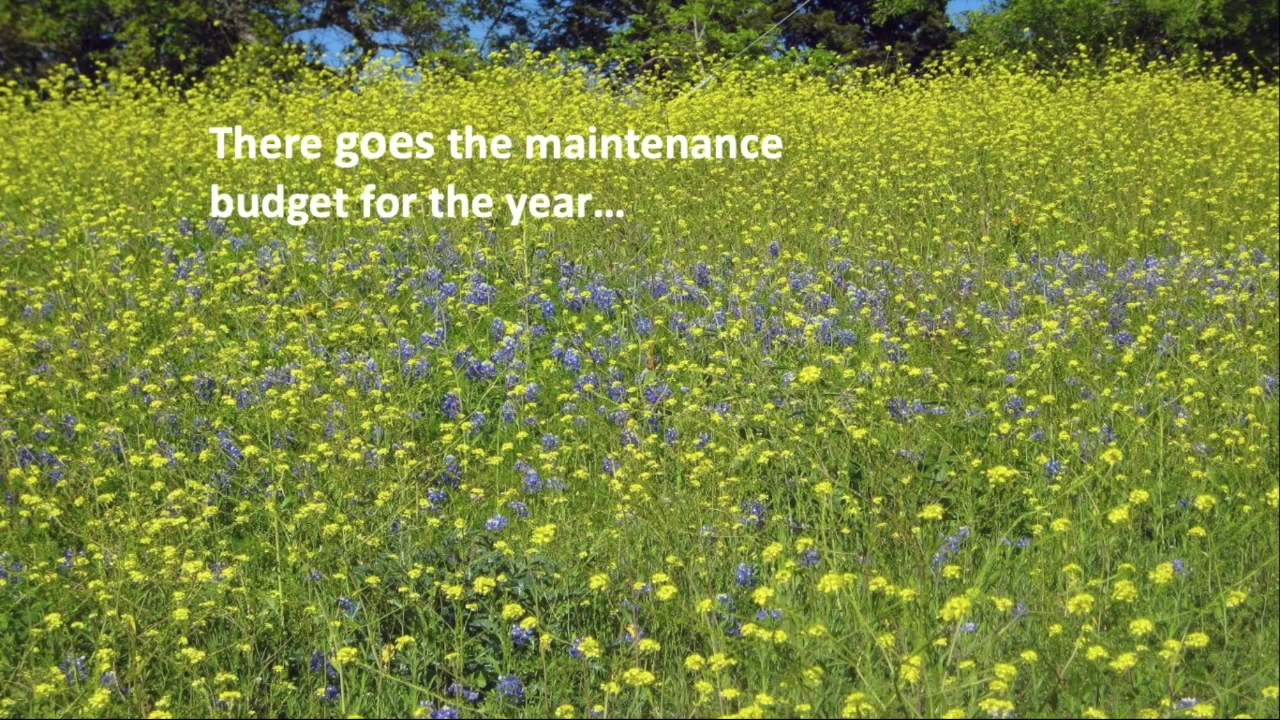 There goes the maintenance
budget for the year…